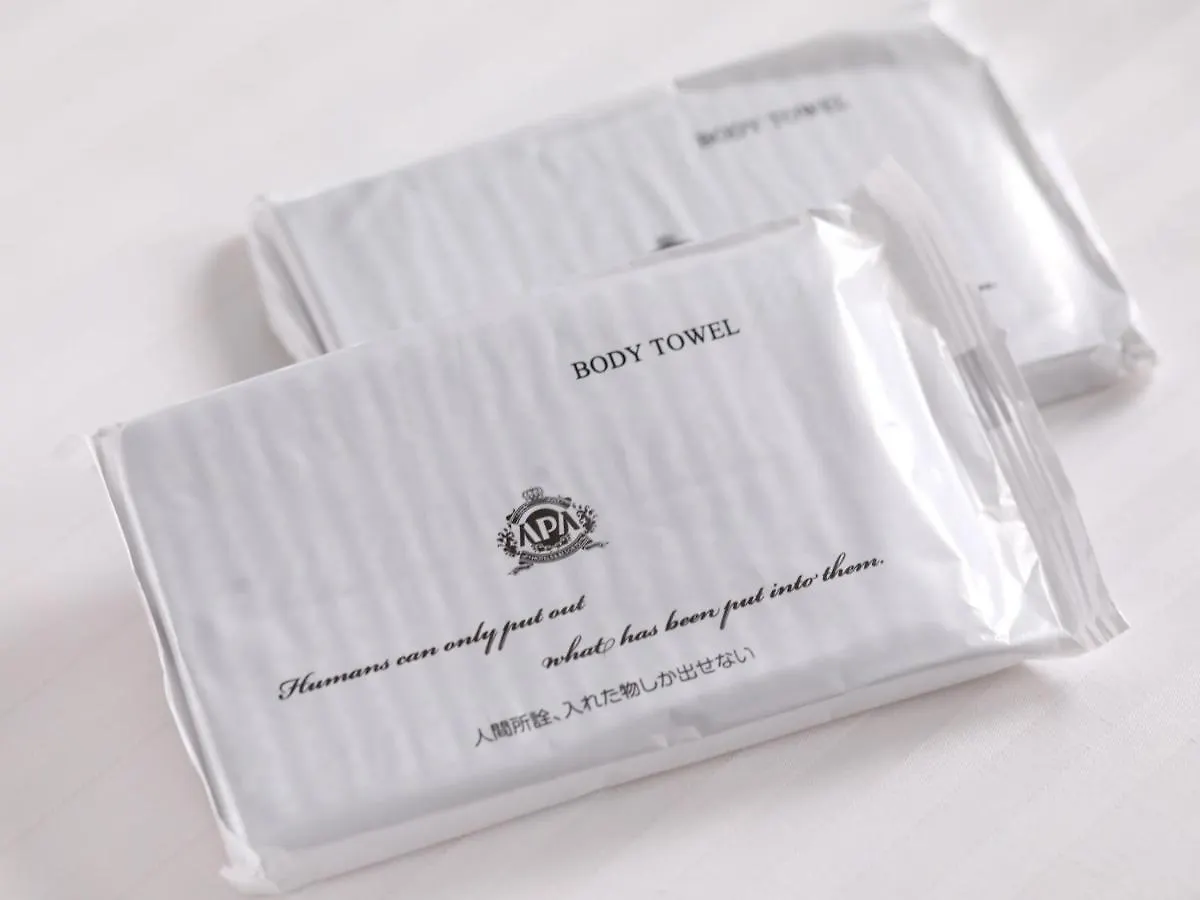 BODY TOWEL
BODY TOWEL
APA
Humans can only put out
what has been put into them.
人間所詮、入れた物しか出せない